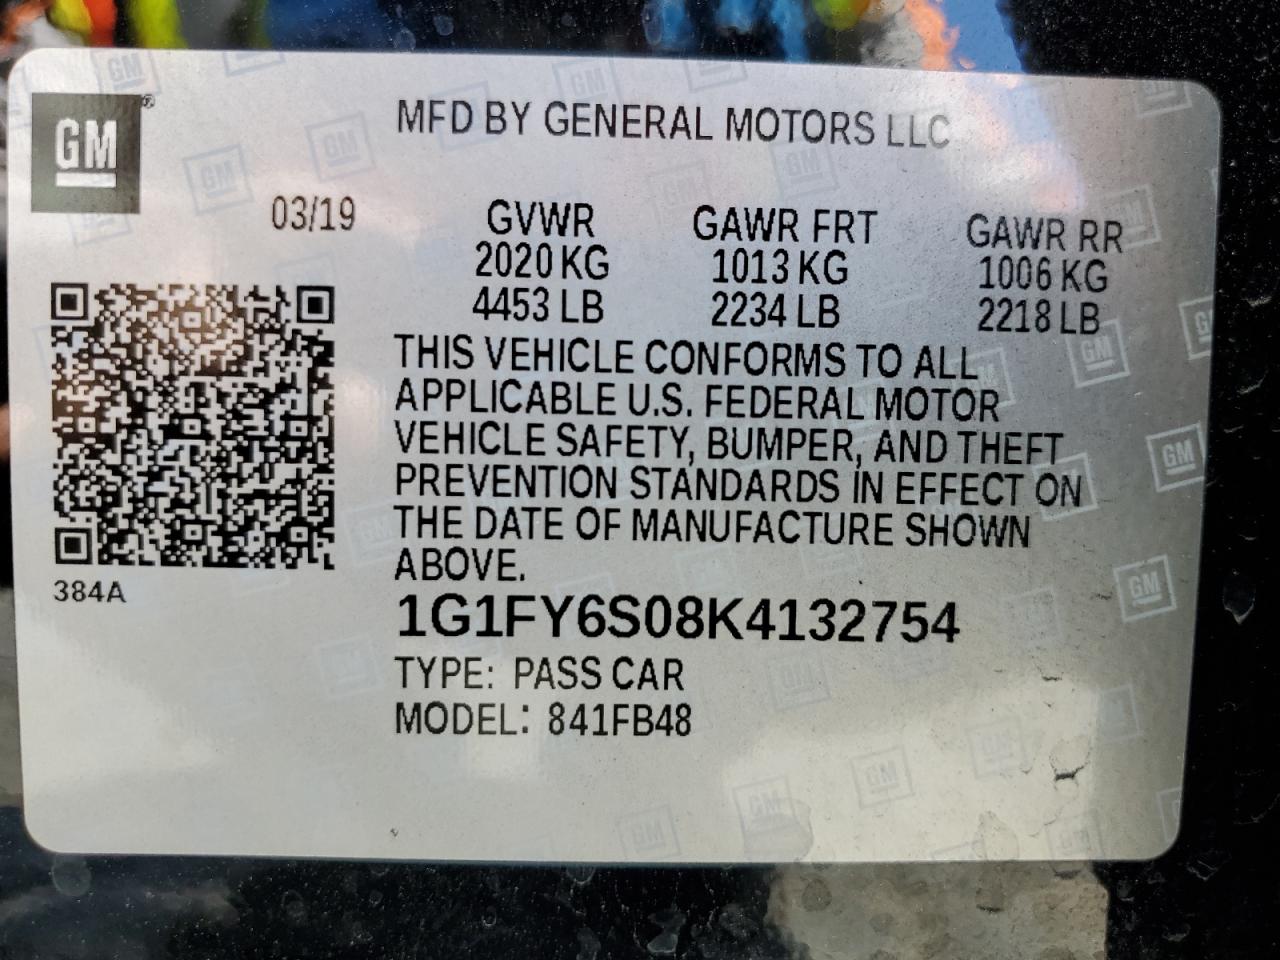 GM®
MFD BY GENERAL MOTORS LLC
03/19
GVWR GAWR FRT GAWR RR
2020 KG 1013 KG 1006 KG
4453 LB 2234 LB 2218 LB
THIS VEHICLE CONFORMS TO ALL
APPLICABLE U.S. FEDERAL MOTOR
VEHICLE SAFETY, BUMPER, AND THEFT
PREVENTION STANDARDS IN EFFECT ON
THE DATE OF MANUFACTURE SHOWN
ABOVE.
384A
1G1FY6S08K4132754
TYPE: PASS CAR
MODEL: 841FB48